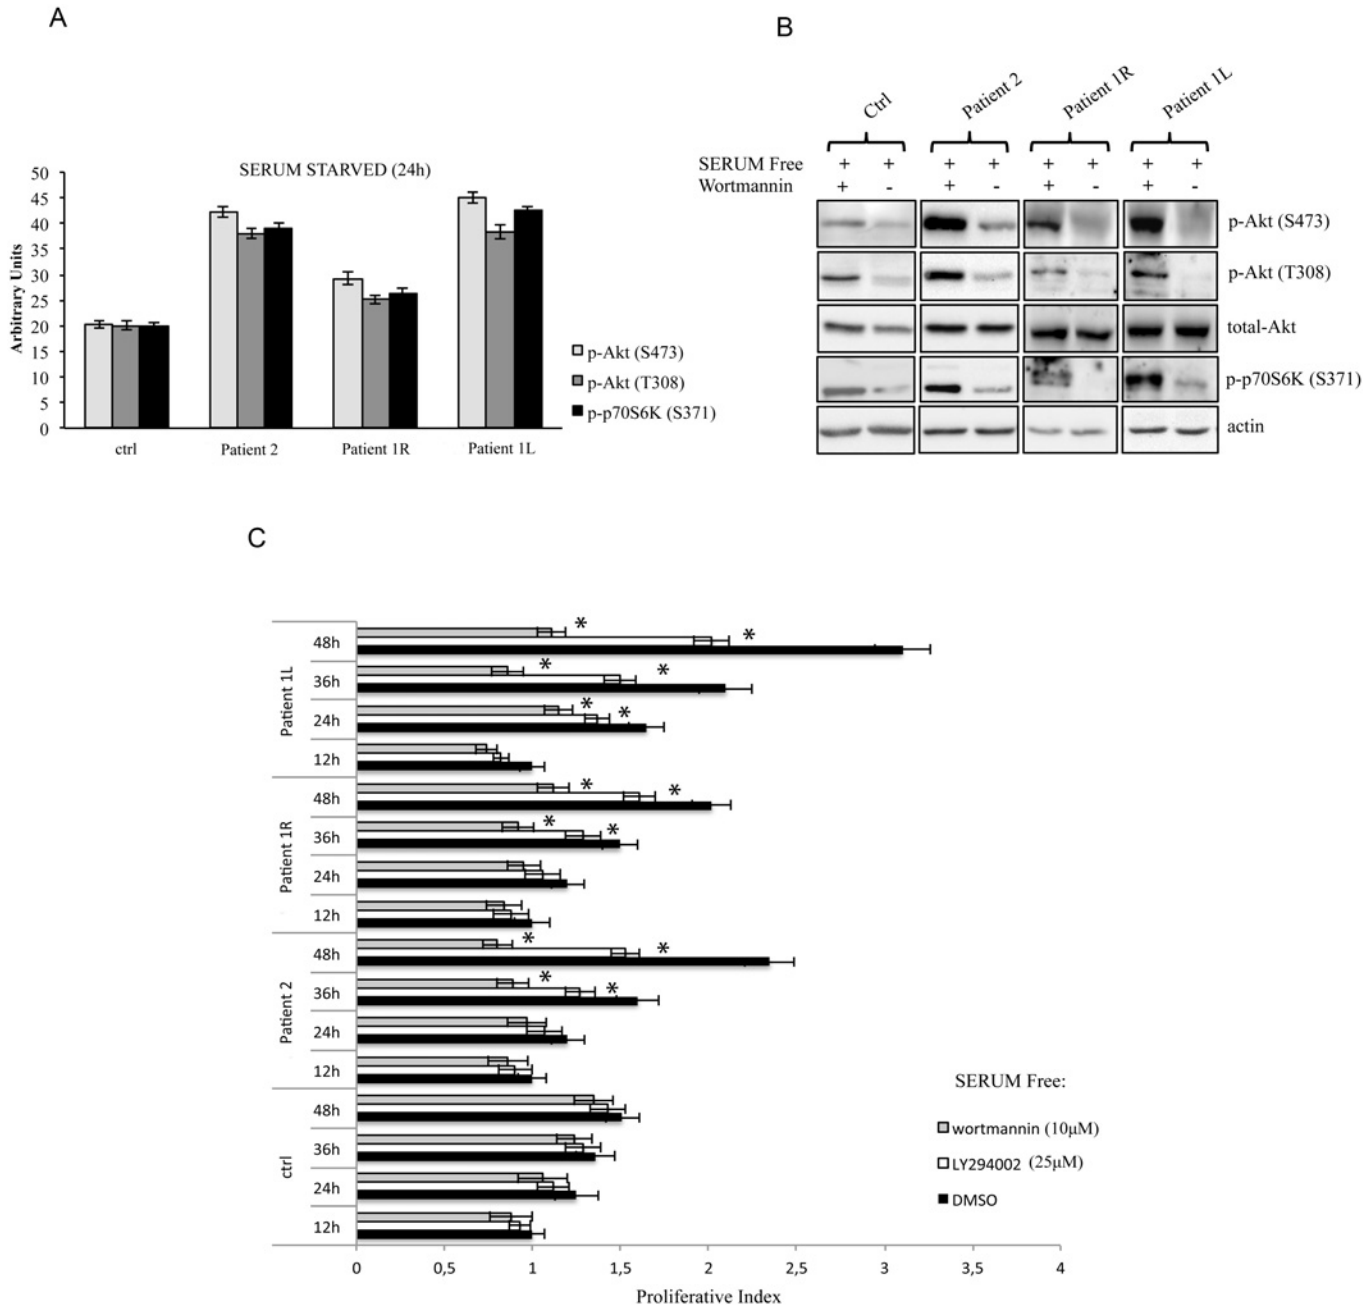 A
SERUM STARVED (24h)
Arbitrary Units
50
45
40
35
30
25
20
15
10
5
0
ctrl
Patient 2
Patient 1R
Patient 1L
p-Akt (S473)
p-Akt (T308)
p-p70S6K (S371)
B
Ctrl
Patient 2
Patient 1R
Patient 1L
SERUM Free + + + + + + + +
Wortmannin + - + - + - + -
p-Akt (S473)
p-Akt (T308)
total-Akt
p-p70S6K (S371)
actin
C
Patient 1L
48h
* *
36h
* *
24h
* *
12h
Patient 1R
48h
* *
36h
* *
24h
12h
Patient 2
48h
* *
36h
* *
24h
12h
ctrl
48h
36h
24h
12h
0 0,5 1 1,5 2 2,5 3 3,5 4
Proliferative Index
SERUM Free:
wortmannin (10μM)
LY294002 (25μM)
DMSO